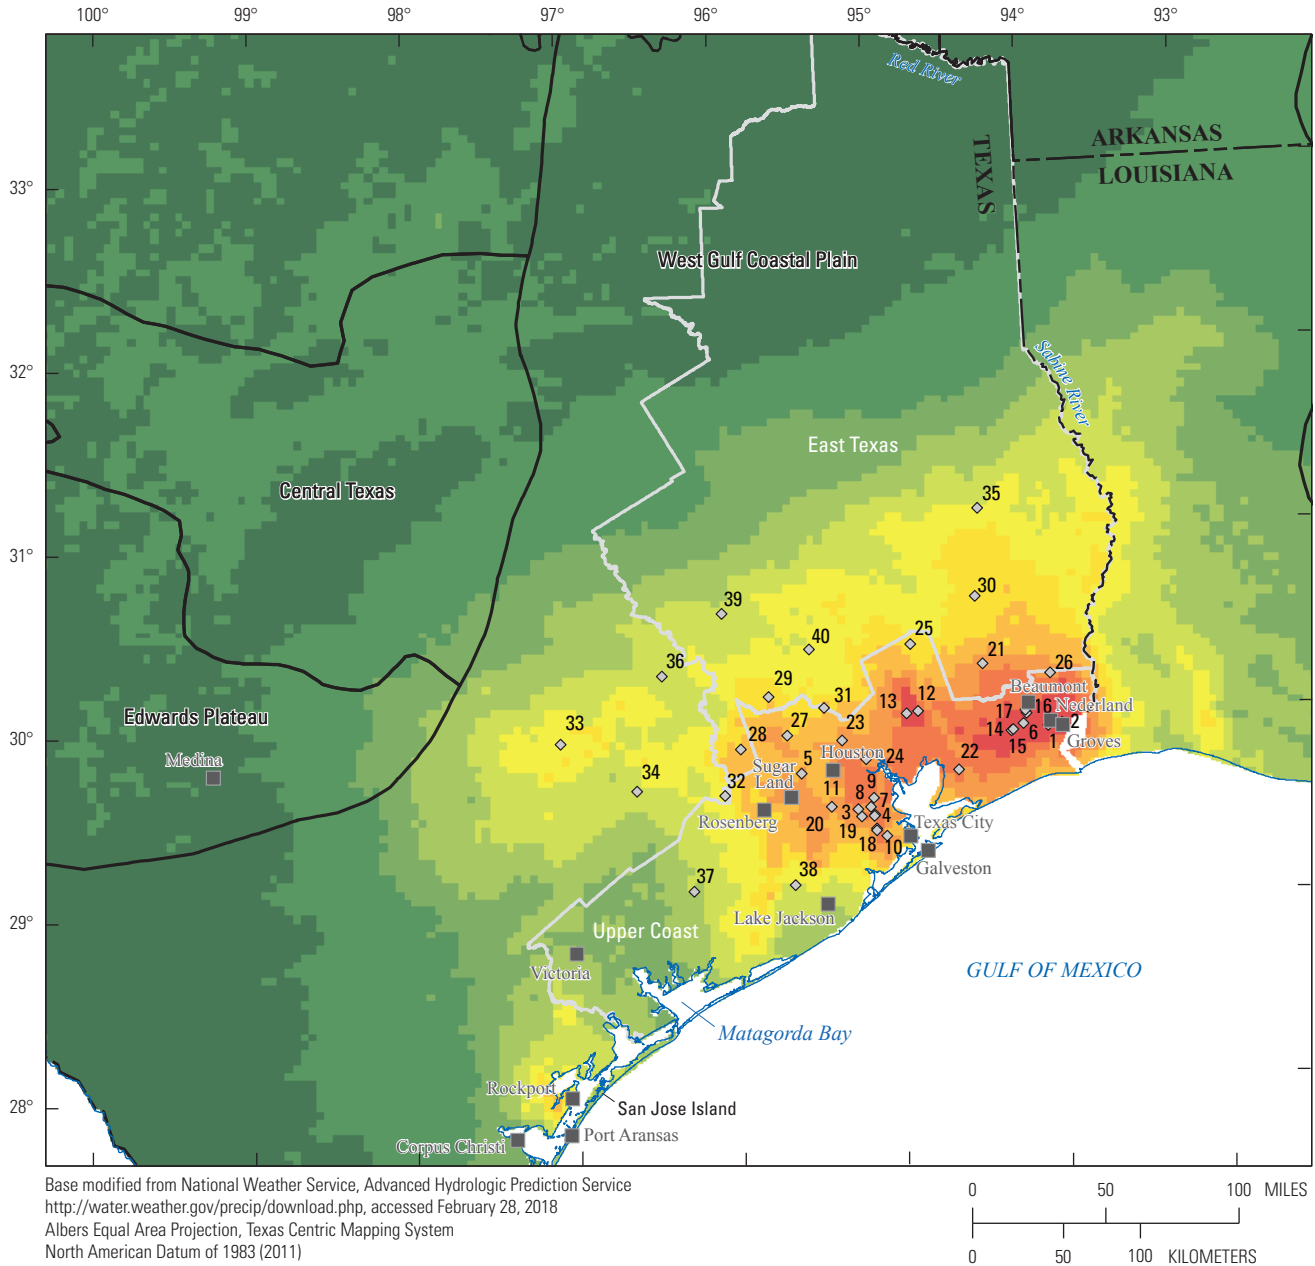 100° 99° 98° 97° 96° 95° 94° 93°
Red River
ARKANSAS
TEXAS
LOUISIANA
33°
West Gulf Coastal Plain
Sabine River
32°
East Texas
Central Texas
35
31°
30
39
40
25
21
26
36
29
31
13
12
Beaumont
Edwards Plateau
33
27
23
17
16
Nederland
30°
28
14
6
2
Medina
Houston
24
15
1
Groves
Sugar
Land
5
22
34
32
9
11
8
7
Rosenberg
3
4
Texas City
20
19
18
10
Galveston
37
38
29°
Lake Jackson
Upper Coast
Victoria
GULF OF MEXICO
Matagorda Bay
Rockport
28°
San Jose Island
Corpus Christi
Port Aransas
Base modified from National Weather Service, Advanced Hydrologic Prediction Service
http://water.weather.gov/precip/download.php, accessed February 28, 2018
Albers Equal Area Projection, Texas Centric Mapping System
North American Datum of 1983 (2011)
0 50 100 MILES
0 50 100 KILOMETERS